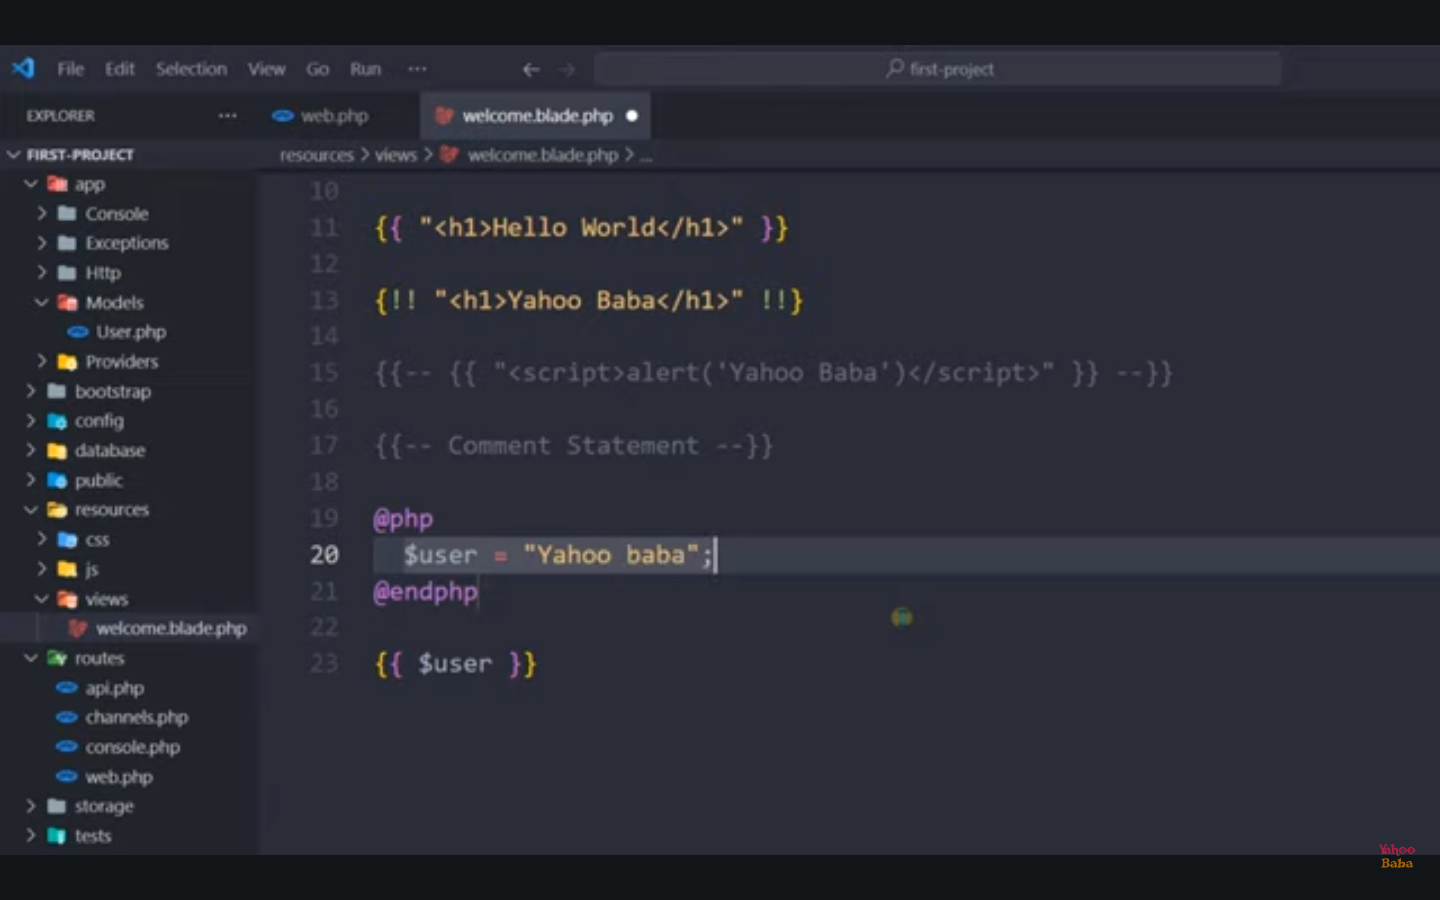 File Edit Selection View Go Run ... first-project
EXPLORER ... web.php welcome.blade.php
FIRST-PROJECT
resources > views > welcome.blade.php > ...
app
Console
Exceptions
Http
Models
User.php
Providers
bootstrap
config
database
public
resources
css
js
views
welcome.blade.php
routes
api.php
channels.php
console.php
web.php
storage
tests
10
11 {{ "<h1>Hello World</h1>" }}
12
13 {!! "<h1>Yahoo Baba</h1>" !!}
14
15 {{-- {{ "<script>alert('Yahoo Baba')</script>" }} --}}
16
17 {{-- Comment Statement --}}
18
19 @php
20 $user = "Yahoo baba";
21 @endphp
22
23 {{ $user }}
Yahoo
Baba